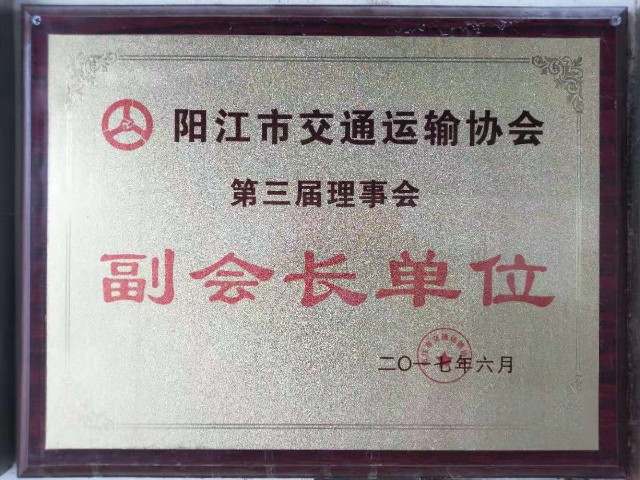 阳江市交通运输协会
第三届理事会
副会长单位
二〇一七年六月